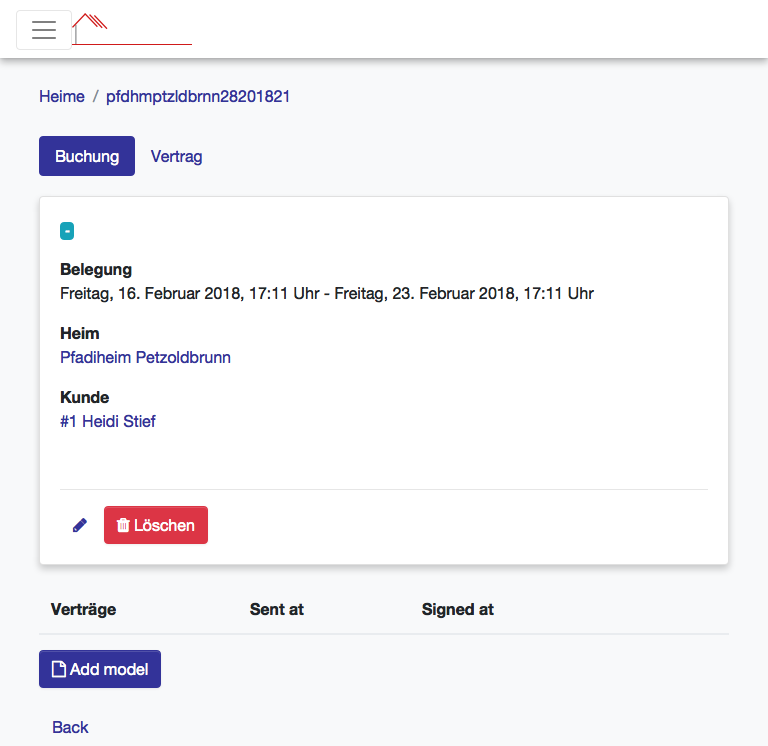 Heime / pfdhmptzldbrnn28201821
Buchung Vertrag
-
Belegung
Freitag, 16. Februar 2018, 17:11 Uhr - Freitag, 23. Februar 2018, 17:11 Uhr
Heim
Pfadiheim Petzoldbrunn
Kunde
#1 Heidi Stief
Löschen
Verträge Sent at Signed at
Add model
Back